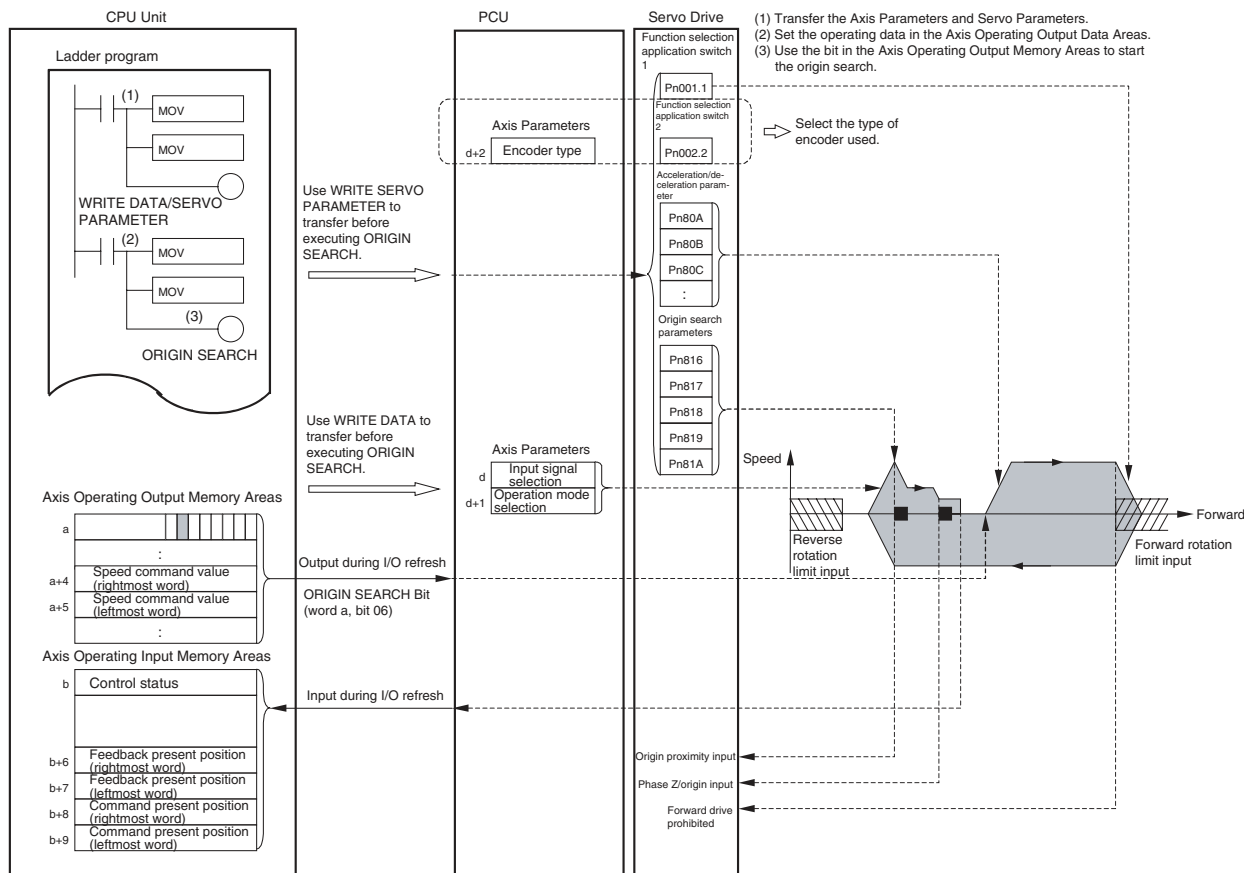 CPU Unit
PCU
Servo Drive
(1) Transfer the Axis Parameters and Servo Parameters.
(2) Set the operating data in the Axis Operating Output Data Areas.
(3) Use the bit in the Axis Operating Output Memory Areas to start
the origin search.
Ladder program
(1)
MOV
MOV
WRITE DATA/SERVO
PARAMETER
(2)
MOV
MOV
(3)
ORIGIN SEARCH
Use WRITE SERVO
PARAMETER to
transfer before
executing ORIGIN
SEARCH.
Use WRITE DATA to
transfer before
executing ORIGIN
SEARCH.
Axis Parameters
d+2
Encoder type
Function selection
application switch
1
Pn001.1
Function selection
application switch
2
Pn002.2
Select the type of
encoder used.
Acceleration/de-
celeration param-
eter
Pn80A
Pn80B
Pn80C
:
Origin search
parameters
Pn816
Pn817
Pn818
Pn819
Pn81A
Axis Parameters
d
Input signal
selection
d+1
Operation mode
selection
Speed
Forward
Reverse
rotation
limit input
Forward rotation
limit input
Axis Operating Output Memory Areas
a
:
a+4
Speed command value
(rightmost word)
a+5
Speed command value
(leftmost word)
:
Output during I/O refresh
ORIGIN SEARCH Bit
(word a, bit 06)
Axis Operating Input Memory Areas
b
Control status
Input during I/O refresh
b+6
Feedback present position
(rightmost word)
b+7
Feedback present position
(leftmost word)
b+8
Command present position
(rightmost word)
b+9
Command present position
(leftmost word)
Origin proximity input
Phase Z/origin input
Forward drive
prohibited